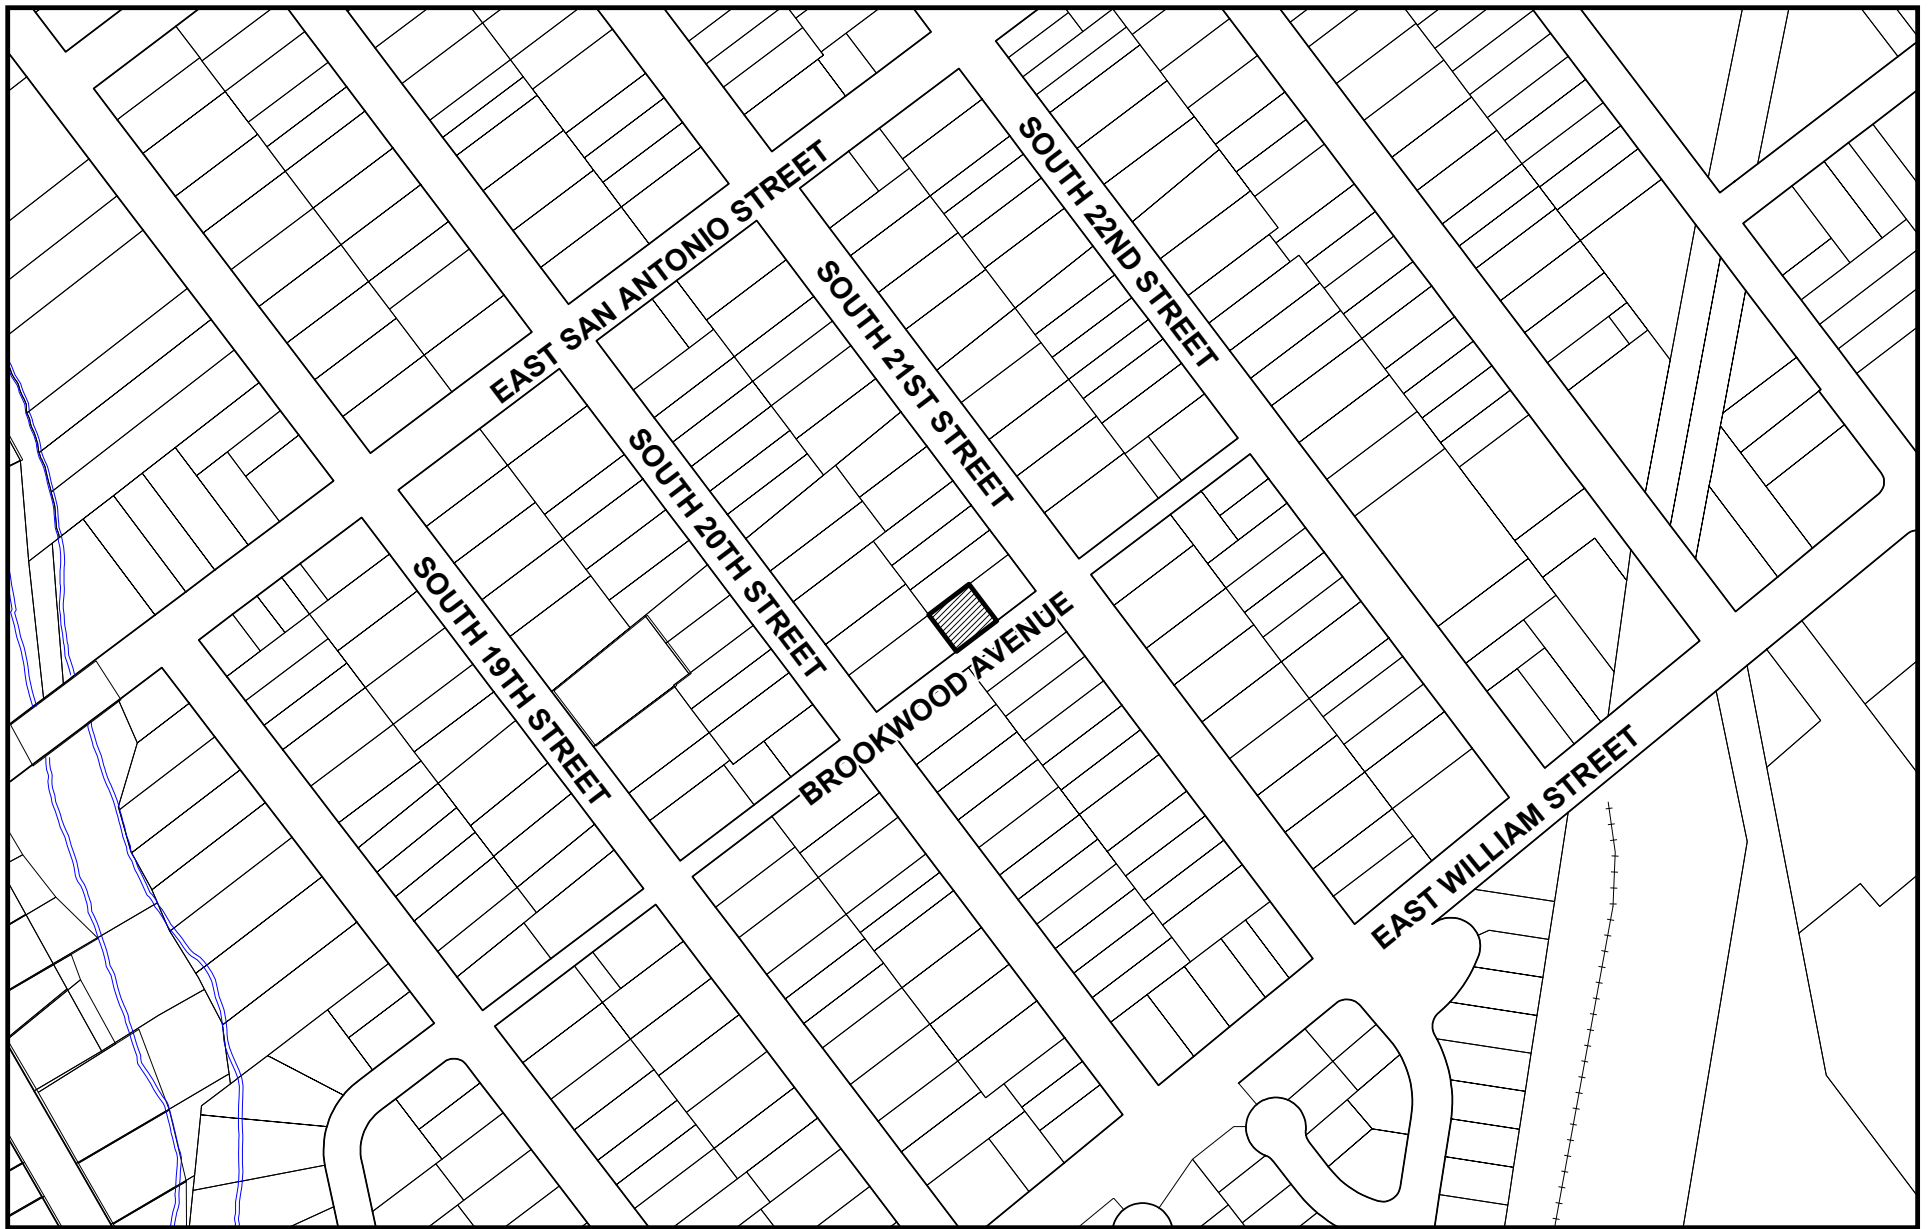 EAST SAN ANTONIO STREET
SOUTH 22ND STREET
SOUTH 21ST STREET
SOUTH 20TH STREET
SOUTH 19TH STREET
BROOKWOOD AVENUE
EAST WILLIAM STREET